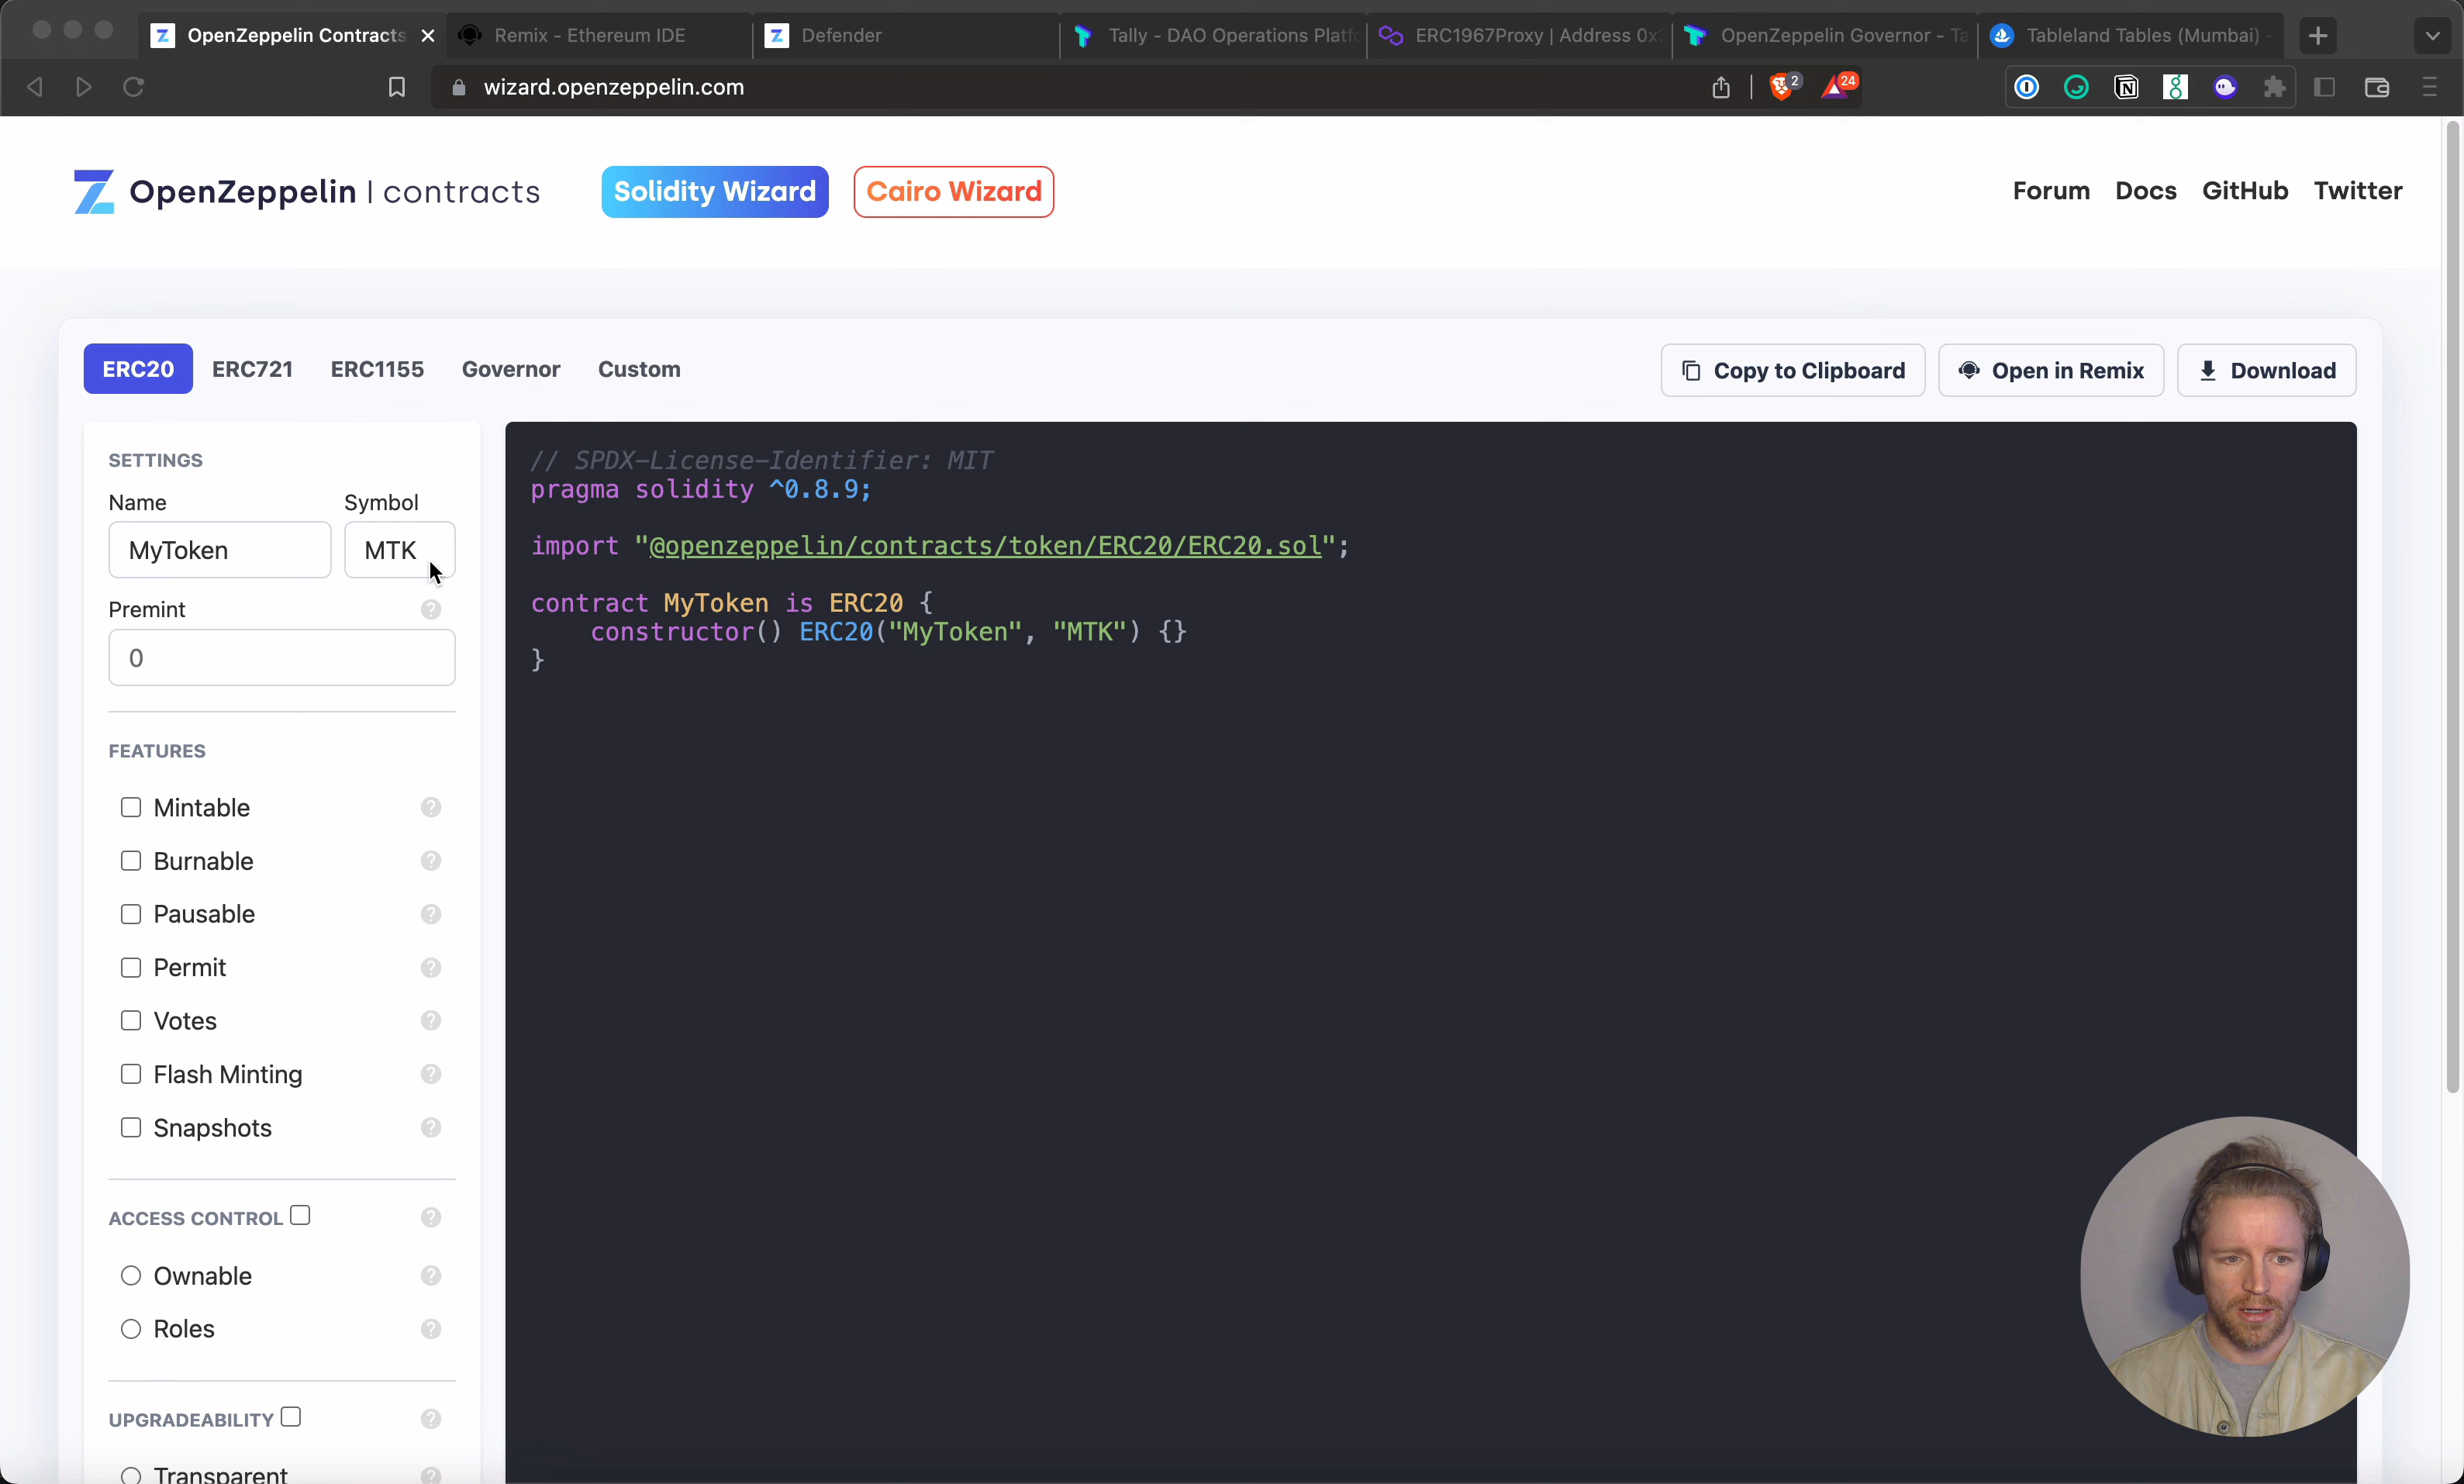 OpenZeppelin Contracts
Remix - Ethereum IDE
Defender
Tally - DAO Operations Platf
ERC1967Proxy | Address 0x
OpenZeppelin Governor - Ta
Tableland Tables (Mumbai) -
wizard.openzeppelin.com
2
24
OpenZeppelin | contracts
Solidity Wizard
Cairo Wizard
Forum Docs GitHub Twitter
ERC20 ERC721 ERC1155 Governor Custom
Copy to Clipboard
Open in Remix
Download
SETTINGS
Name Symbol
MyToken MTK
Premint ?
0
FEATURES
Mintable ?
Burnable ?
Pausable ?
Permit ?
Votes ?
Flash Minting ?
Snapshots ?
ACCESS CONTROL ?
Ownable ?
Roles ?
UPGRADEABILITY ?
Transparent ?
// SPDX-License-Identifier: MIT
pragma solidity ^0.8.9;
import "@openzeppelin/contracts/token/ERC20/ERC20.sol";
contract MyToken is ERC20 {
constructor() ERC20("MyToken", "MTK") {}
}